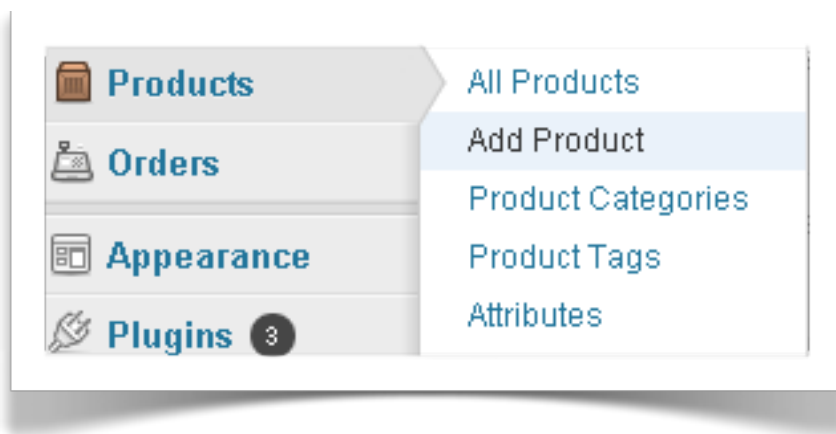 Products
Orders
Appearance
Plugins 3
All Products
Add Product
Product Categories
Product Tags
Attributes